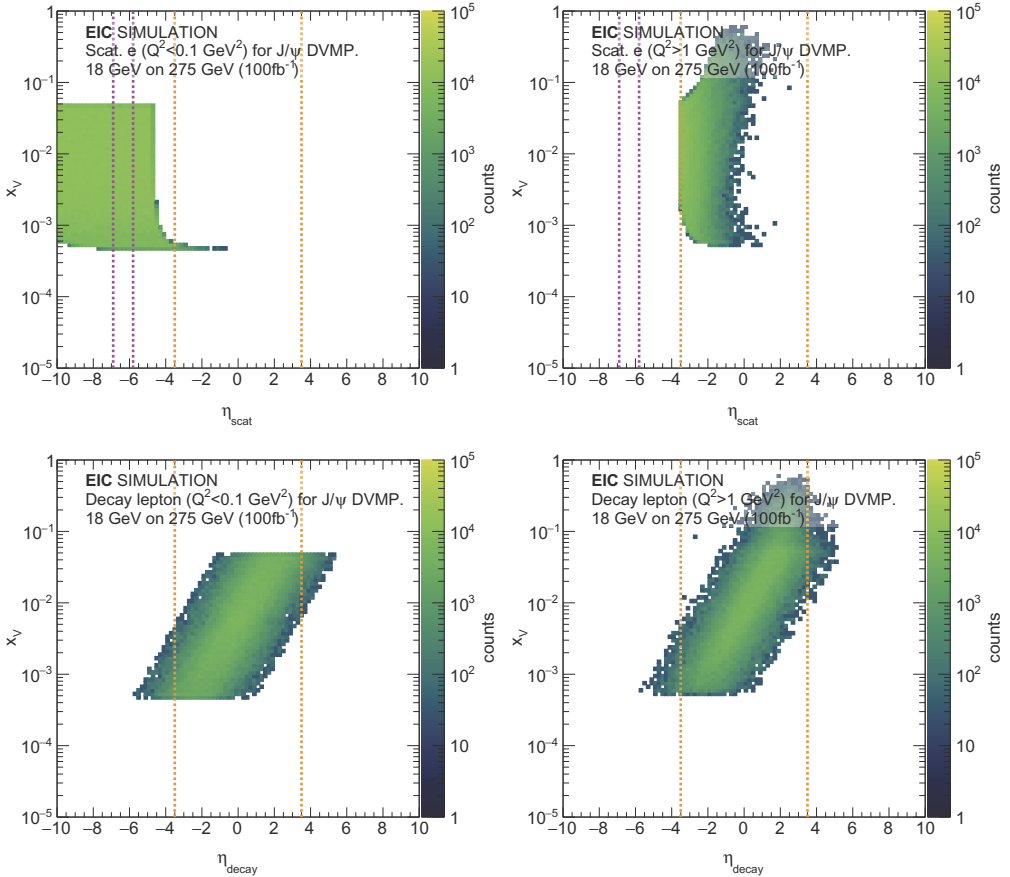 EIC SIMULATION
Scat. e (Q²<0.1 GeV²) for J/ψ DVMP.
18 GeV on 275 GeV (100fb⁻¹)
1
10⁻¹
10⁻²
10⁻³
10⁻⁴
10⁻⁵
x_V
−10 −8 −6 −4 −2 0 2 4 6 8 10
η_scat
10⁵
10⁴
10³
10²
10
1
counts
EIC SIMULATION
Scat. e (Q²>1 GeV²) for J/ψ DVMP.
18 GeV on 275 GeV (100fb⁻¹)
1
10⁻¹
10⁻²
10⁻³
10⁻⁴
10⁻⁵
x_V
−10 −8 −6 −4 −2 0 2 4 6 8 10
η_scat
10⁵
10⁴
10³
10²
10
1
counts
EIC SIMULATION
Decay lepton (Q²<0.1 GeV²) for J/ψ DVMP.
18 GeV on 275 GeV (100fb⁻¹)
1
10⁻¹
10⁻²
10⁻³
10⁻⁴
10⁻⁵
x_V
−10 −8 −6 −4 −2 0 2 4 6 8 10
η_decay
10⁵
10⁴
10³
10²
10
1
counts
EIC SIMULATION
Decay lepton (Q²>1 GeV²) for J/ψ DVMP.
18 GeV on 275 GeV (100fb⁻¹)
1
10⁻¹
10⁻²
10⁻³
10⁻⁴
10⁻⁵
x_V
−10 −8 −6 −4 −2 0 2 4 6 8 10
η_decay
10⁵
10⁴
10³
10²
10
1
counts